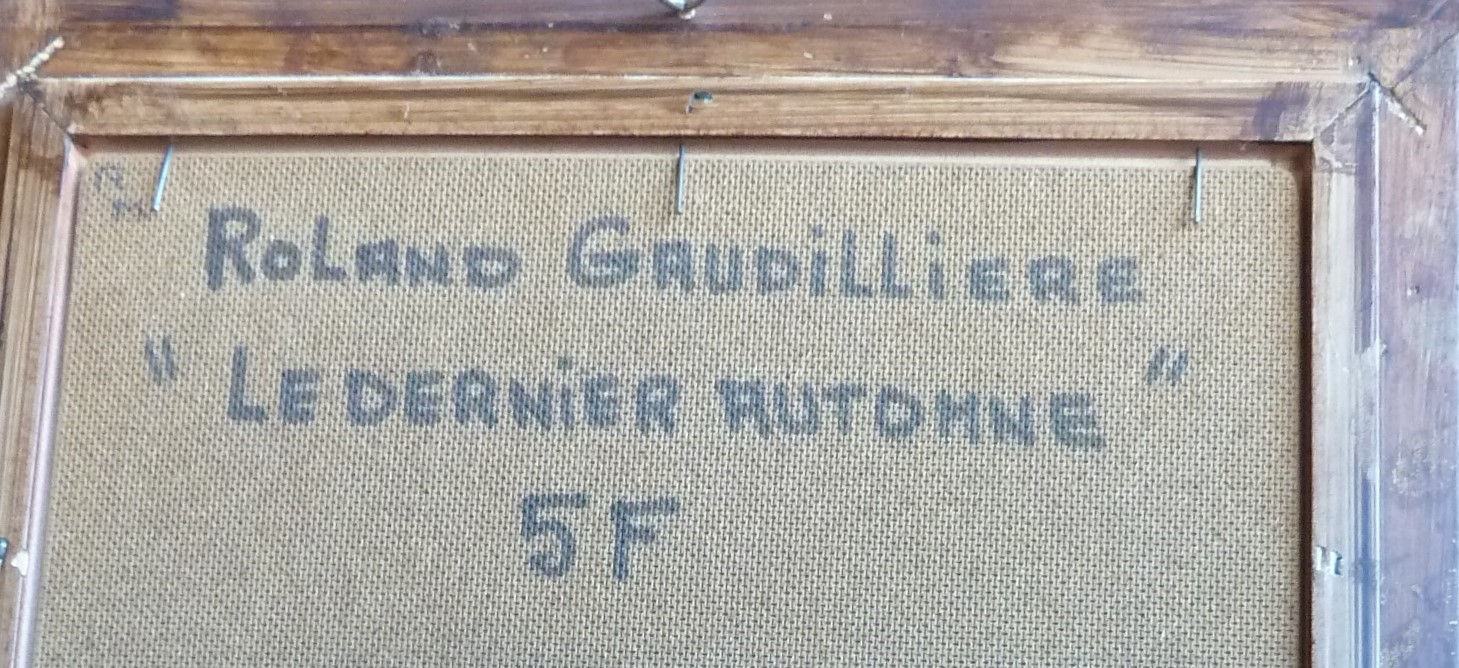 ROLAND GAUDiLLiERE
" LE DERNiER AUTOMNE "
5F